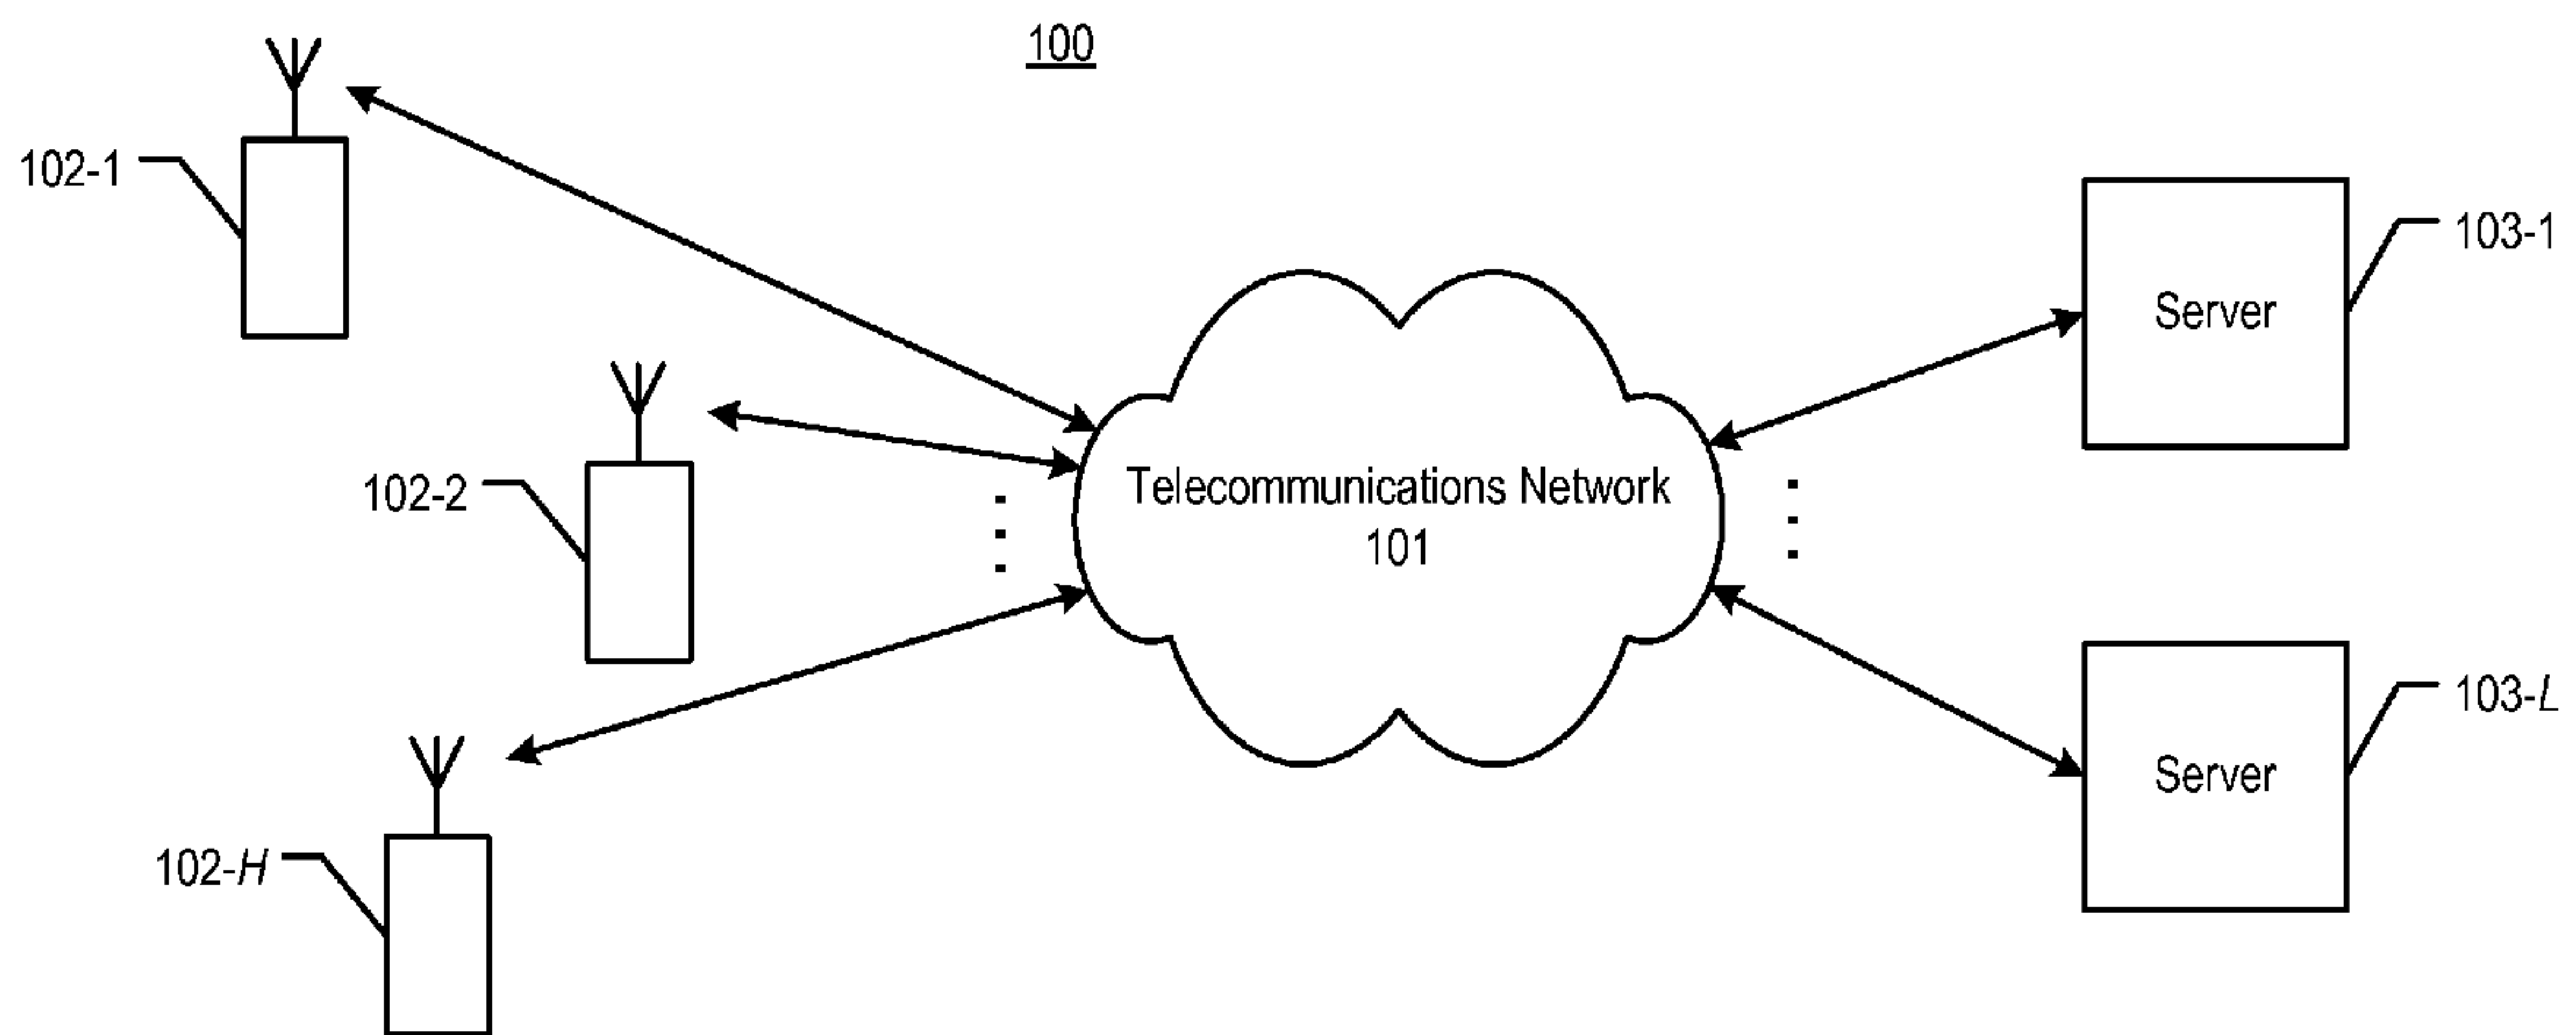 100
102-1
103-1
Server
102-2
Telecommunications Network
101
103-L
Server
102-H